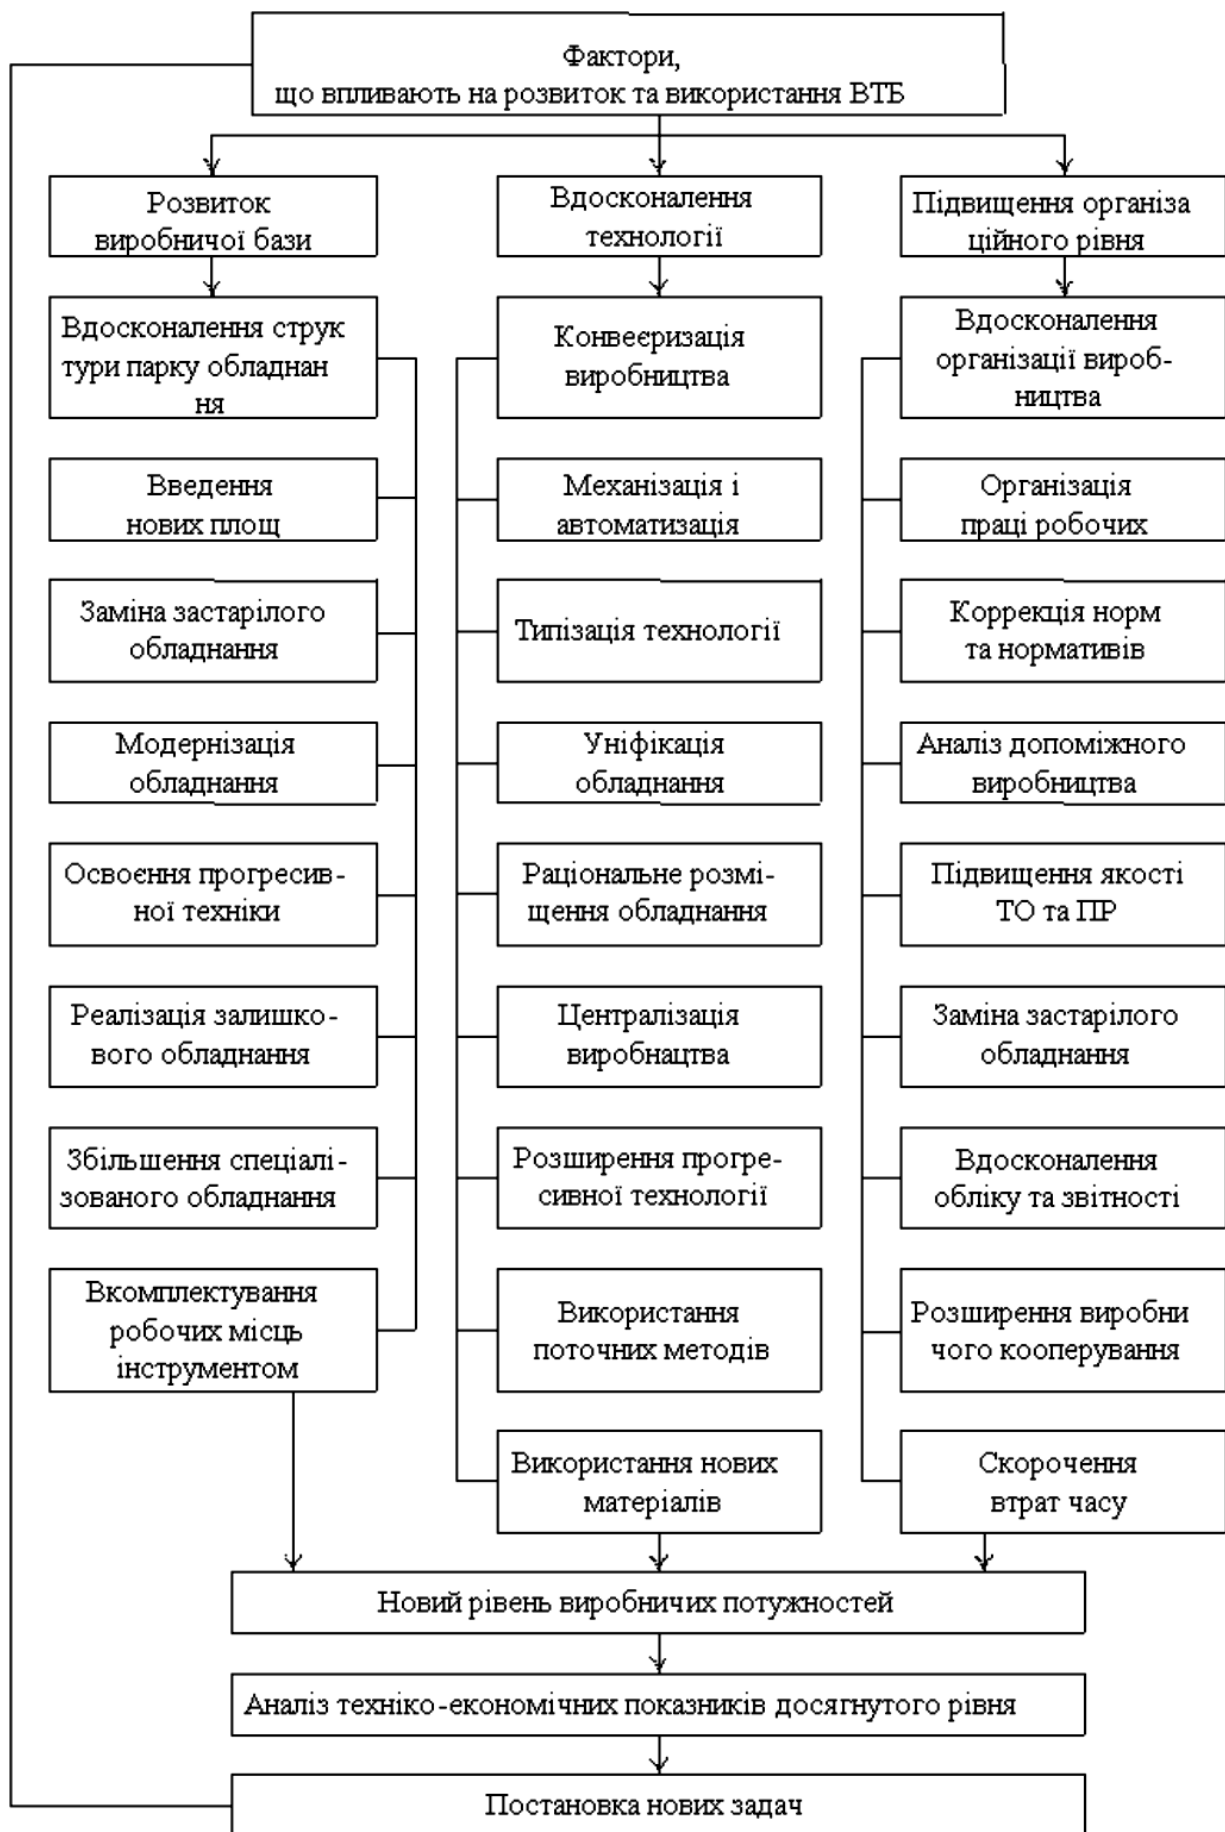 Фактори,
що впливають на розвиток та використання ВТБ
Розвиток
виробничої бази
Вдосконалення
технології
Підвищення організа
ційного рівня
Вдосконалення струк
тури парку обладнан
ня
Конвеєризація
виробництва
Вдосконалення
організації вироб-
ництва
Введення
нових площ
Механізація і
автоматизація
Організація
праці робочих
Заміна застарілого
обладнання
Типізація технології
Коррекція норм
та нормативів
Модернізація
обладнання
Уніфікація
обладнання
Аналіз допоміжного
виробництва
Освоєння прогресив-
ної техніки
Раціональне розмі-
щення обладнання
Підвищення якості
ТО та ПР
Реалізація залишко-
вого обладнання
Централізація
виробнацтва
Заміна застарілого
обладнання
Збільшення спеціалі-
зованого обладнання
Розширення прогре-
сивної технології
Вдосконалення
обліку та звітності
Вкомплектування
робочих місць
інструментом
Використання
поточних методів
Розширення виробни
чого кооперування
Використання нових
матеріалів
Скорочення
втрат часу
Новий рівень виробничих потужностей
Аналіз техніко-економічних показників досягнутого рівня
Постановка нових задач